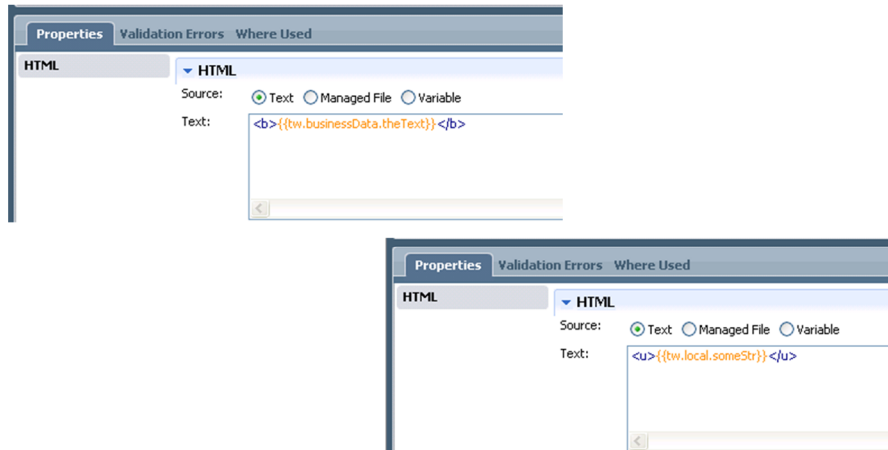 Properties Validation Errors Where Used
HTML
HTML
Source: Text Managed File Variable
Text: <b>{{tw.businessData.theText}}</b>
Properties Validation Errors Where Used
HTML
HTML
Source: Text Managed File Variable
Text: <u>{{tw.local.someStr}}</u>